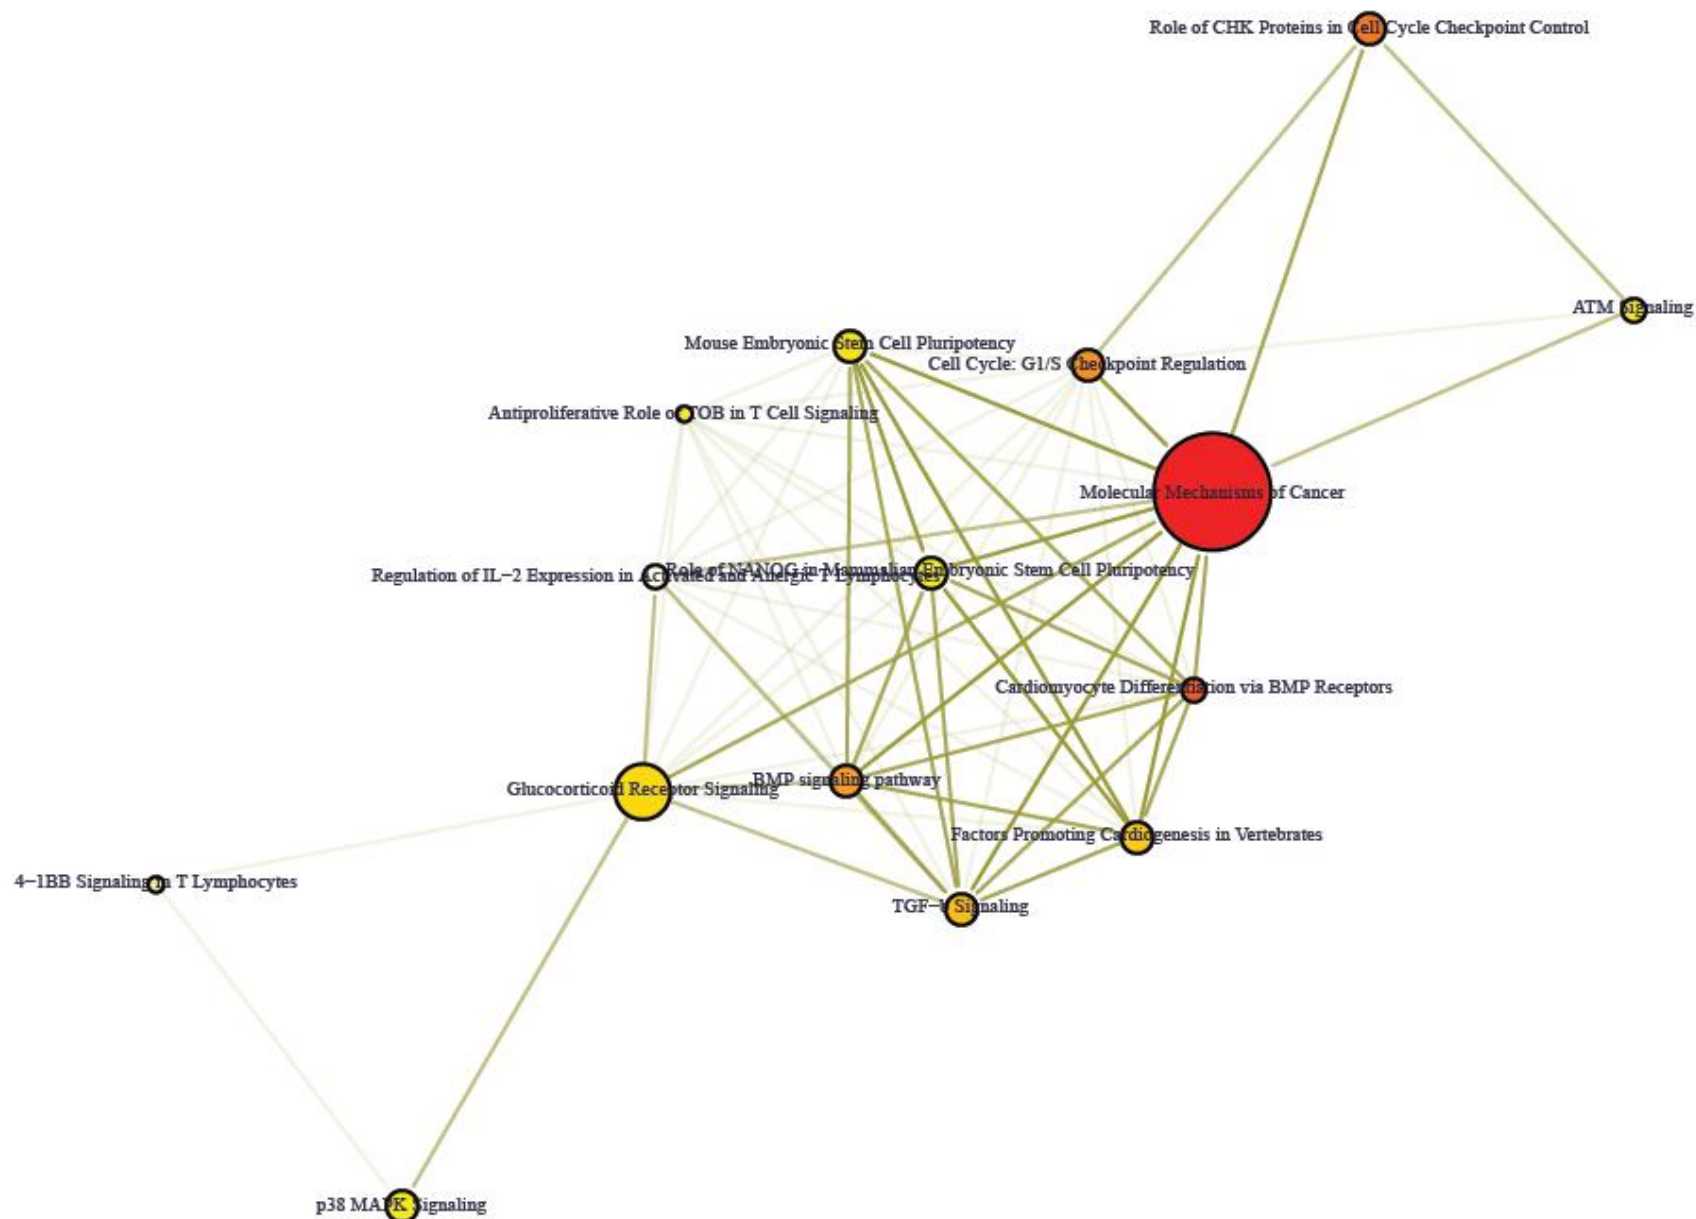 Role of CHK Proteins in Cell Cycle Checkpoint Control
ATM Signaling
Mouse Embryonic Stem Cell Pluripotency
Cell Cycle: G1/S Checkpoint Regulation
Antiproliferative Role of TOB in T Cell Signaling
Molecular Mechanisms of Cancer
Regulation of IL−2 Expression in Activated and Anergic T Lymphocytes
Role of NANOG in Mammalian Embryonic Stem Cell Pluripotency
Cardiomyocyte Differentiation via BMP Receptors
BMP signaling pathway
Glucocorticoid Receptor Signaling
Factors Promoting Cardiogenesis in Vertebrates
4−1BB Signaling in T Lymphocytes
TGF−b Signaling
p38 MAPK Signaling